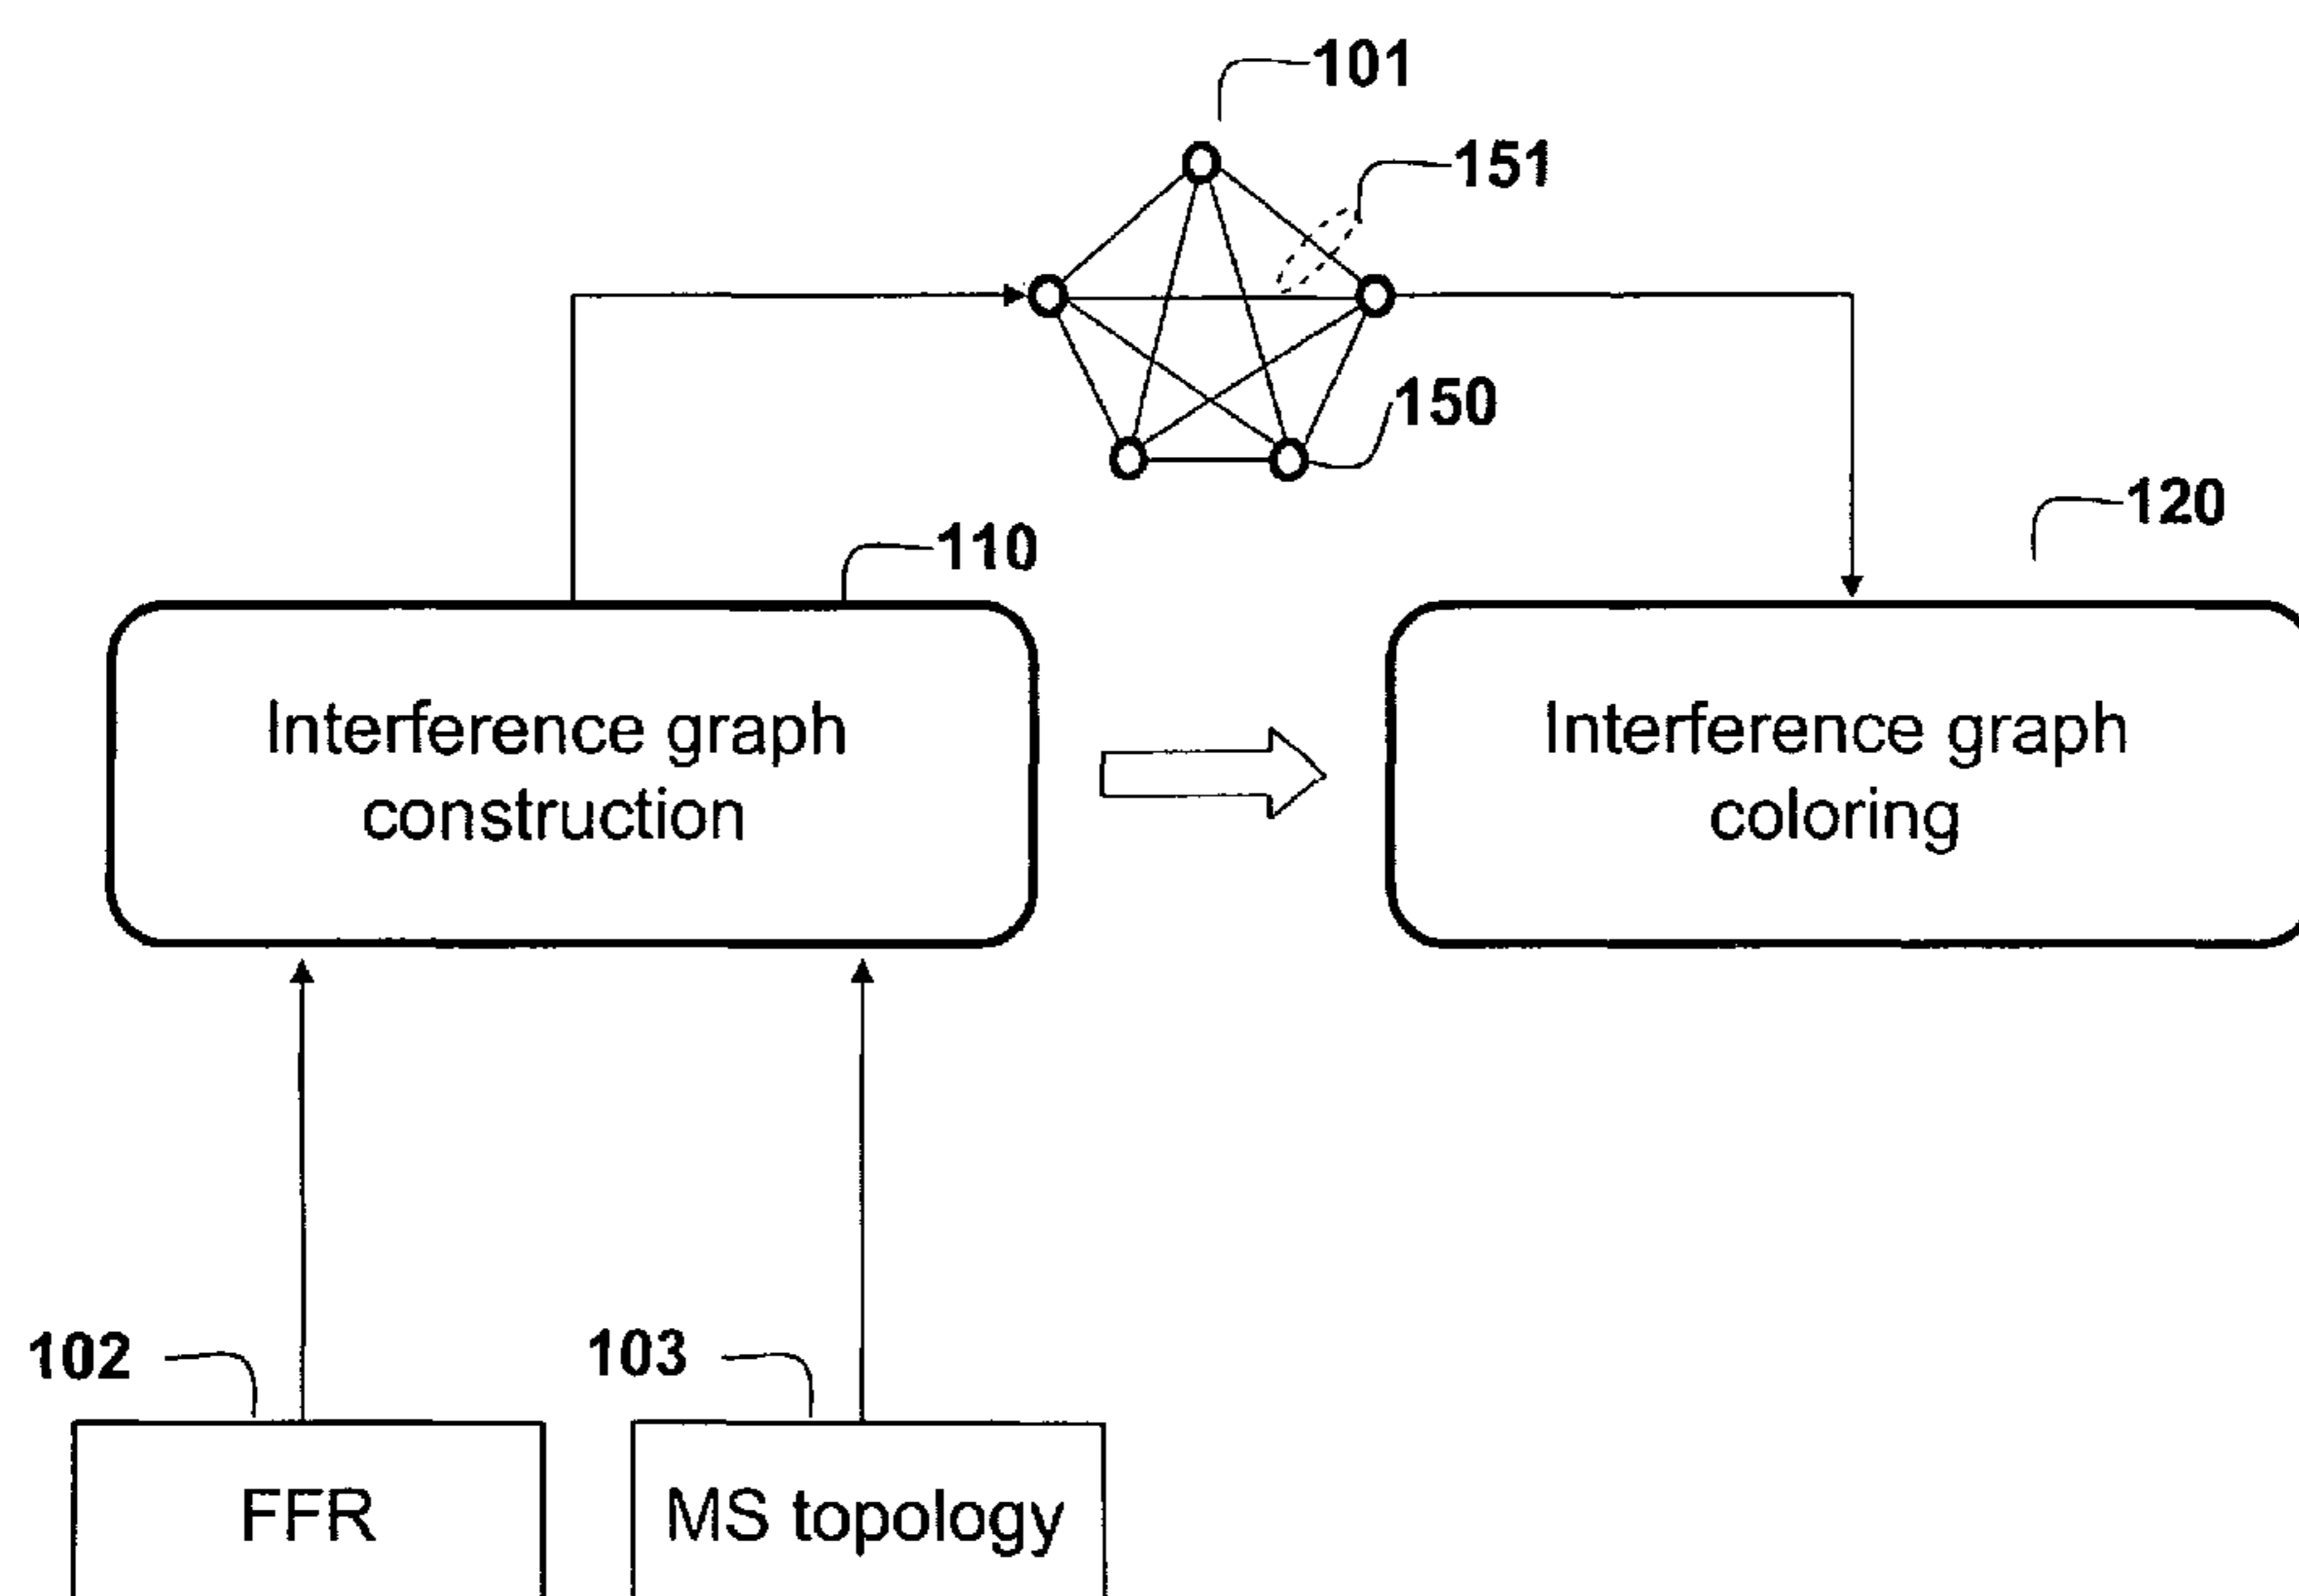 101
151
150
120
110
Interference graph
construction
Interference graph
coloring
102
103
FFR
MS topology